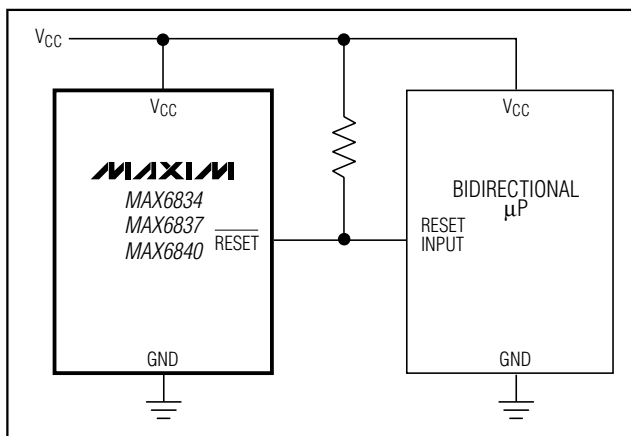 VCC
VCC
MAXIM
MAX6834
MAX6837
MAX6840
RESET
GND
VCC
BIDIRECTIONAL
µP
RESET
INPUT
GND